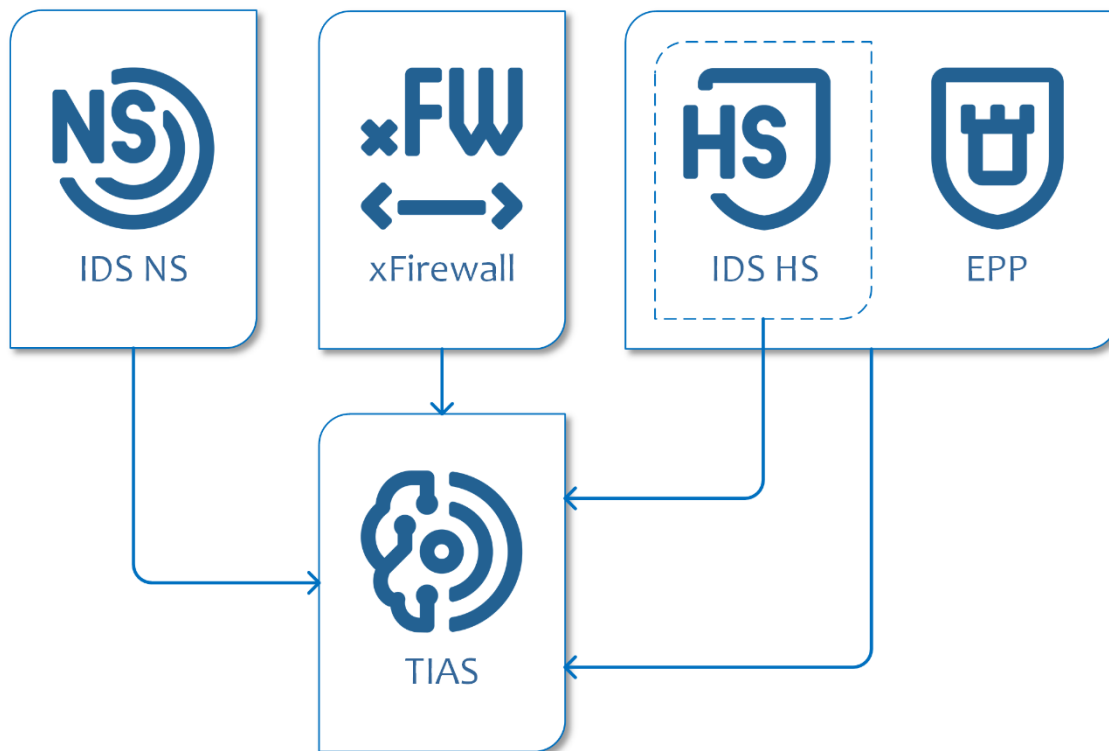 NS
IDS NS
xFW
xFirewall
HS
IDS HS
EPP
TIAS